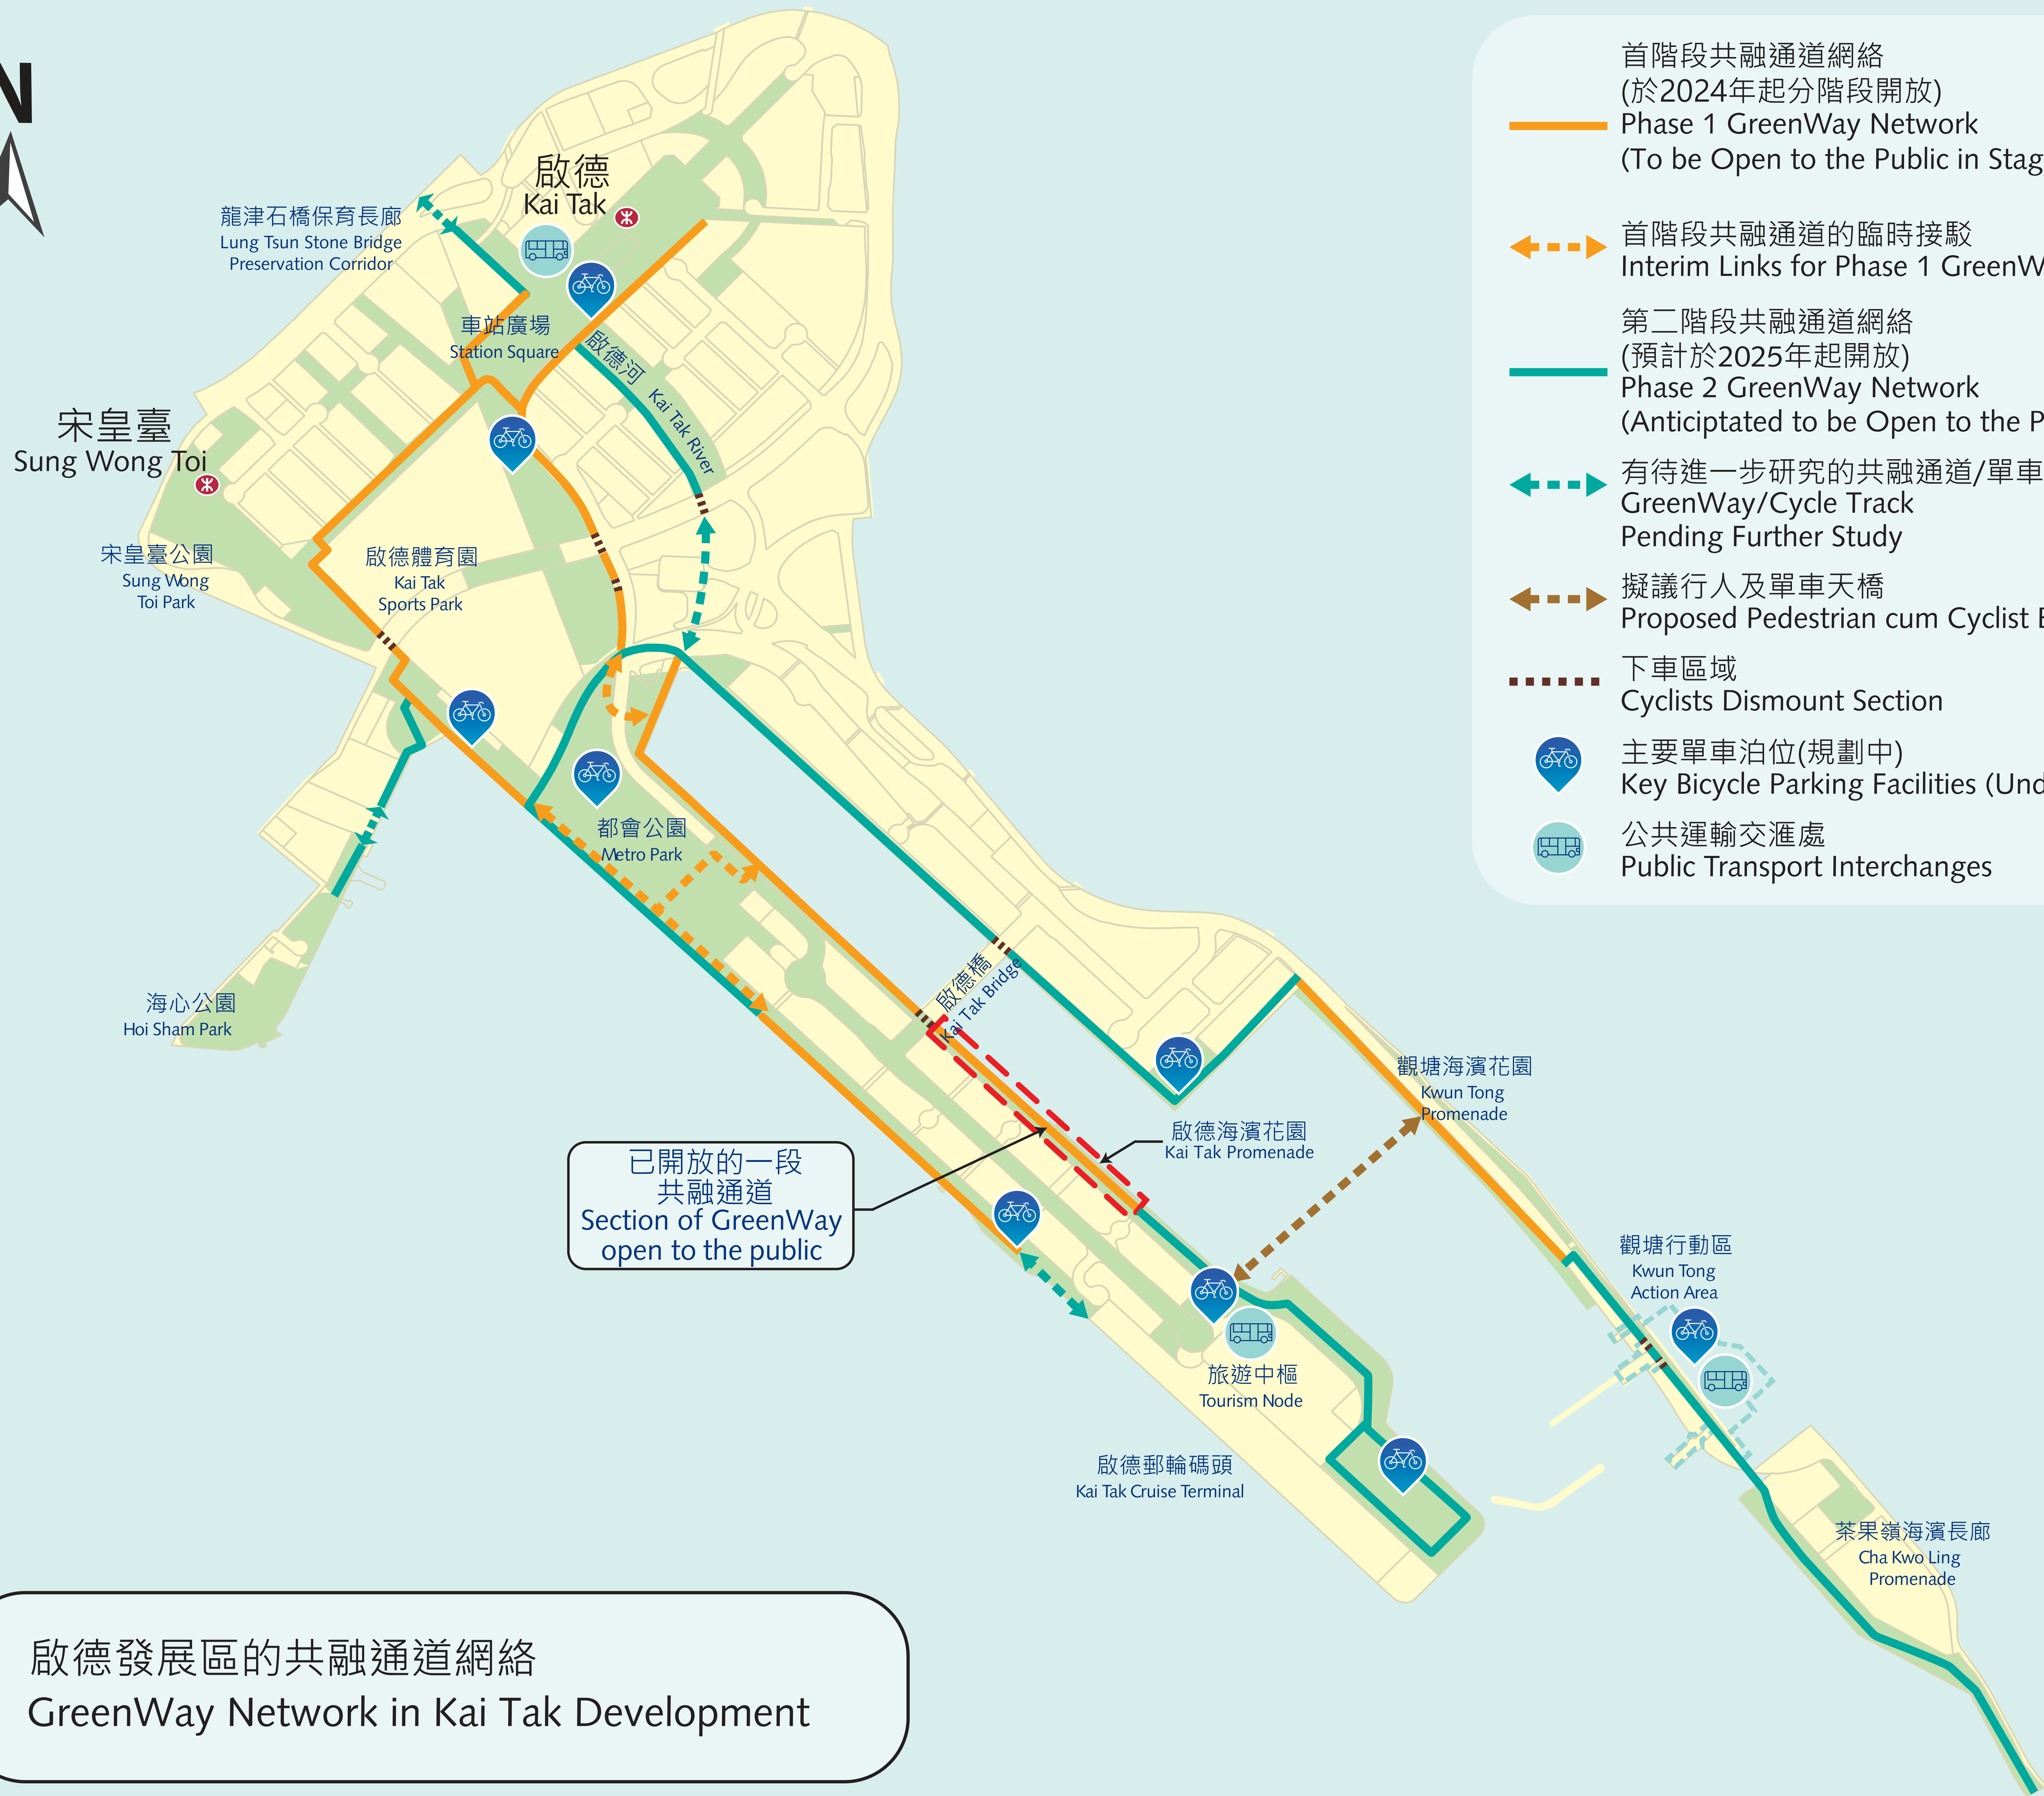 N
啟德
Kai Tak
龍津石橋保育長廊
Lung Tsun Stone Bridge
Preservation Corridor
車站廣場
Station Square
啟德河 Kai Tak River
宋皇臺
Sung Wong Toi
宋皇臺公園
Sung Wong
Toi Park
啟德體育園
Kai Tak
Sports Park
都會公園
Metro Park
海心公園
Hoi Sham Park
啟德橋
Kai Tak Bridge
觀塘海濱花園
Kwun Tong
Promenade
啟德海濱花園
Kai Tak Promenade
已開放的一段
共融通道
Section of GreenWay
open to the public
觀塘行動區
Kwun Tong
Action Area
旅遊中樞
Tourism Node
啟德郵輪碼頭
Kai Tak Cruise Terminal
茶果嶺海濱長廊
Cha Kwo Ling
Promenade
首階段共融通道網絡
(於2024年起分階段開放)
Phase 1 GreenWay Network
(To be Open to the Public in Stag
首階段共融通道的臨時接駁
Interim Links for Phase 1 GreenW
第二階段共融通道網絡
(預計於2025年起開放)
Phase 2 GreenWay Network
(Anticiptated to be Open to the P
有待進一步研究的共融通道/單車
GreenWay/Cycle Track
Pending Further Study
擬議行人及單車天橋
Proposed Pedestrian cum Cyclist
下車區域
Cyclists Dismount Section
主要單車泊位(規劃中)
Key Bicycle Parking Facilities (Und
公共運輸交滙處
Public Transport Interchanges
啟德發展區的共融通道網絡
GreenWay Network in Kai Tak Development